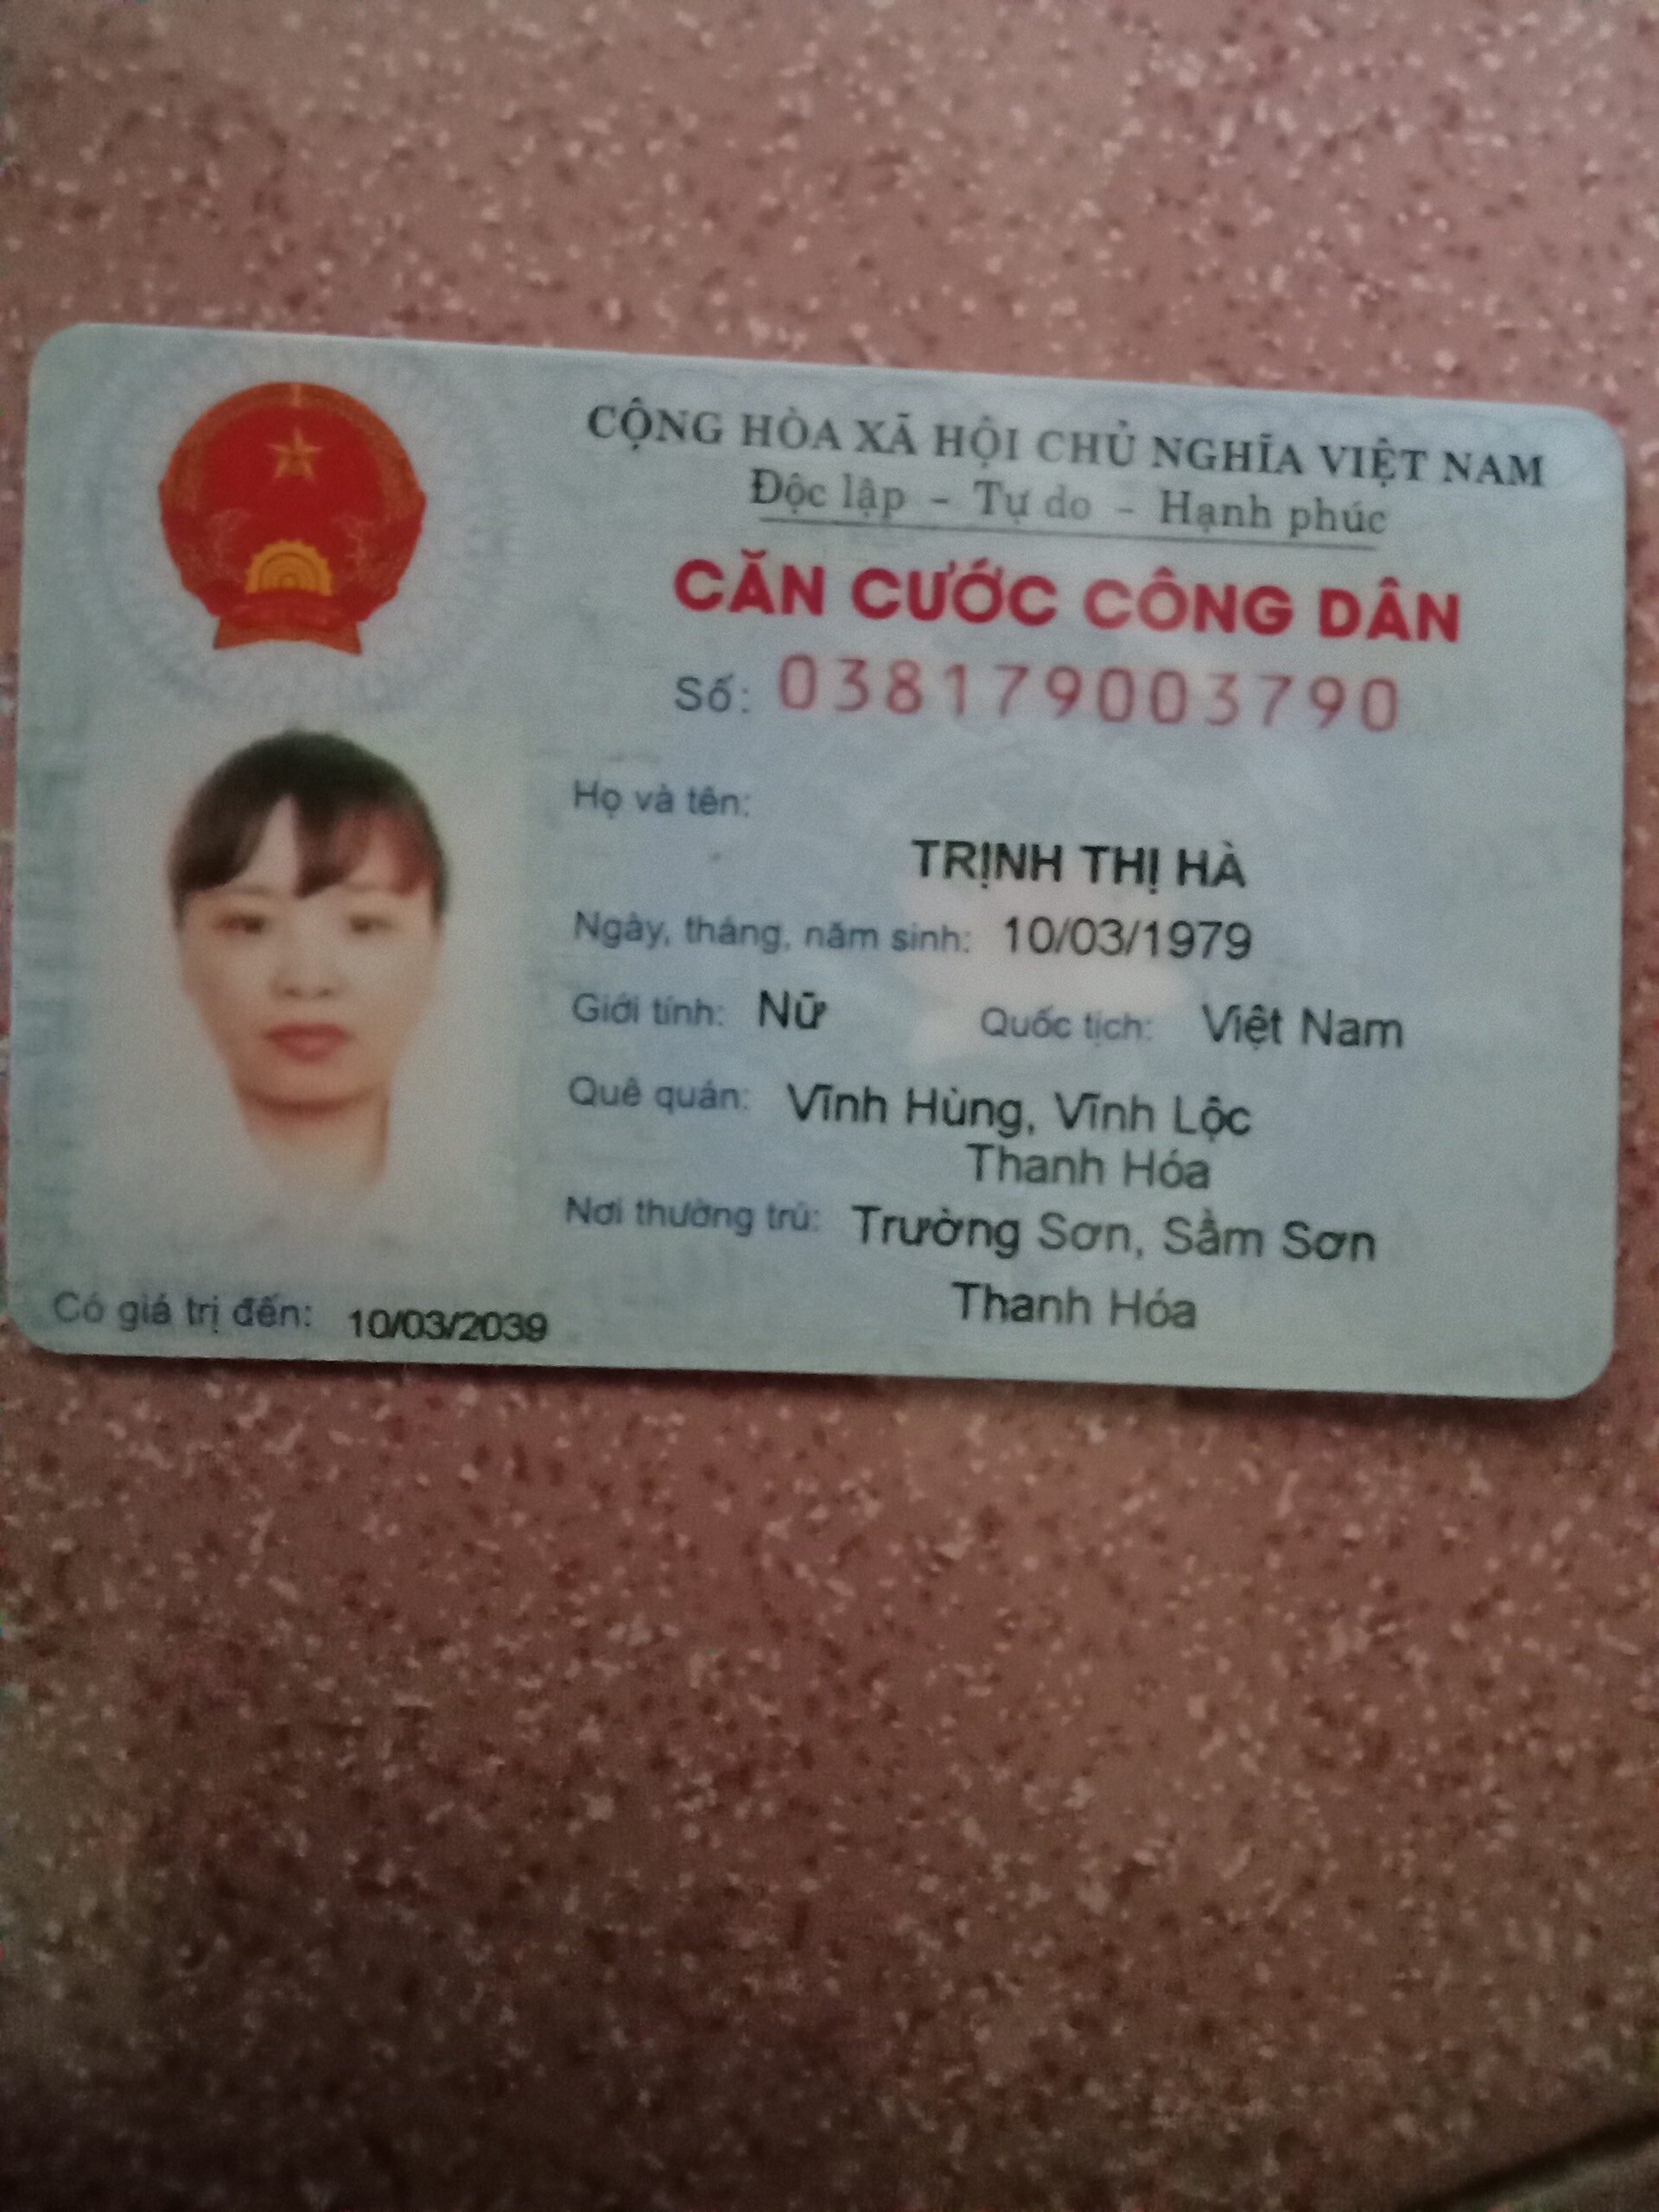 CỘNG HÒA XÃ HỘI CHỦ NGHĨA VIỆT NAM
Độc lập - Tự do - Hạnh phúc
CĂN CƯỚC CÔNG DÂN
Số: 038179003790
Họ và tên:
TRỊNH THỊ HÀ
Ngày, tháng, năm sinh: 10/03/1979
Giới tính: Nữ Quốc tịch: Việt Nam
Quê quán: Vĩnh Hùng, Vĩnh Lộc
Thanh Hóa
Nơi thường trú: Trường Sơn, Sầm Sơn
Thanh Hóa
Có giá trị đến: 10/03/2039